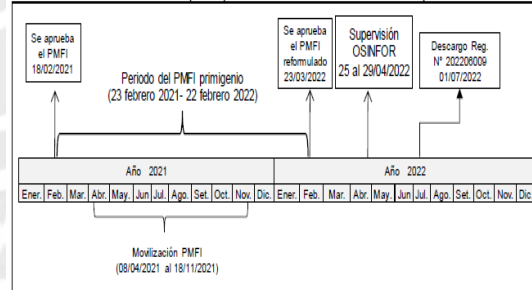 Se aprueba
el PMFI
18/02/2021
Periodo del PMFI primigenio
(23 febrero 2021- 22 febrero 2022)
Se aprueba
el PMFI
reformulado
23/03/2022
Supervisión
OSINFOR
25 al 29/04/2022
Descargo Reg.
N° 202206009
01/07/2022
Año 2021
Año 2022
Ener. Feb. Mar. Abr. May. Jun Jul. Ago. Set. Oct. Nov. Dic. Ener. Feb. Mar. Abr. May. Jun Jul. Ago. Set. Oct. Nov. Dic.
Movilización PMFI
(08/04/2021 al 18/11/2021)